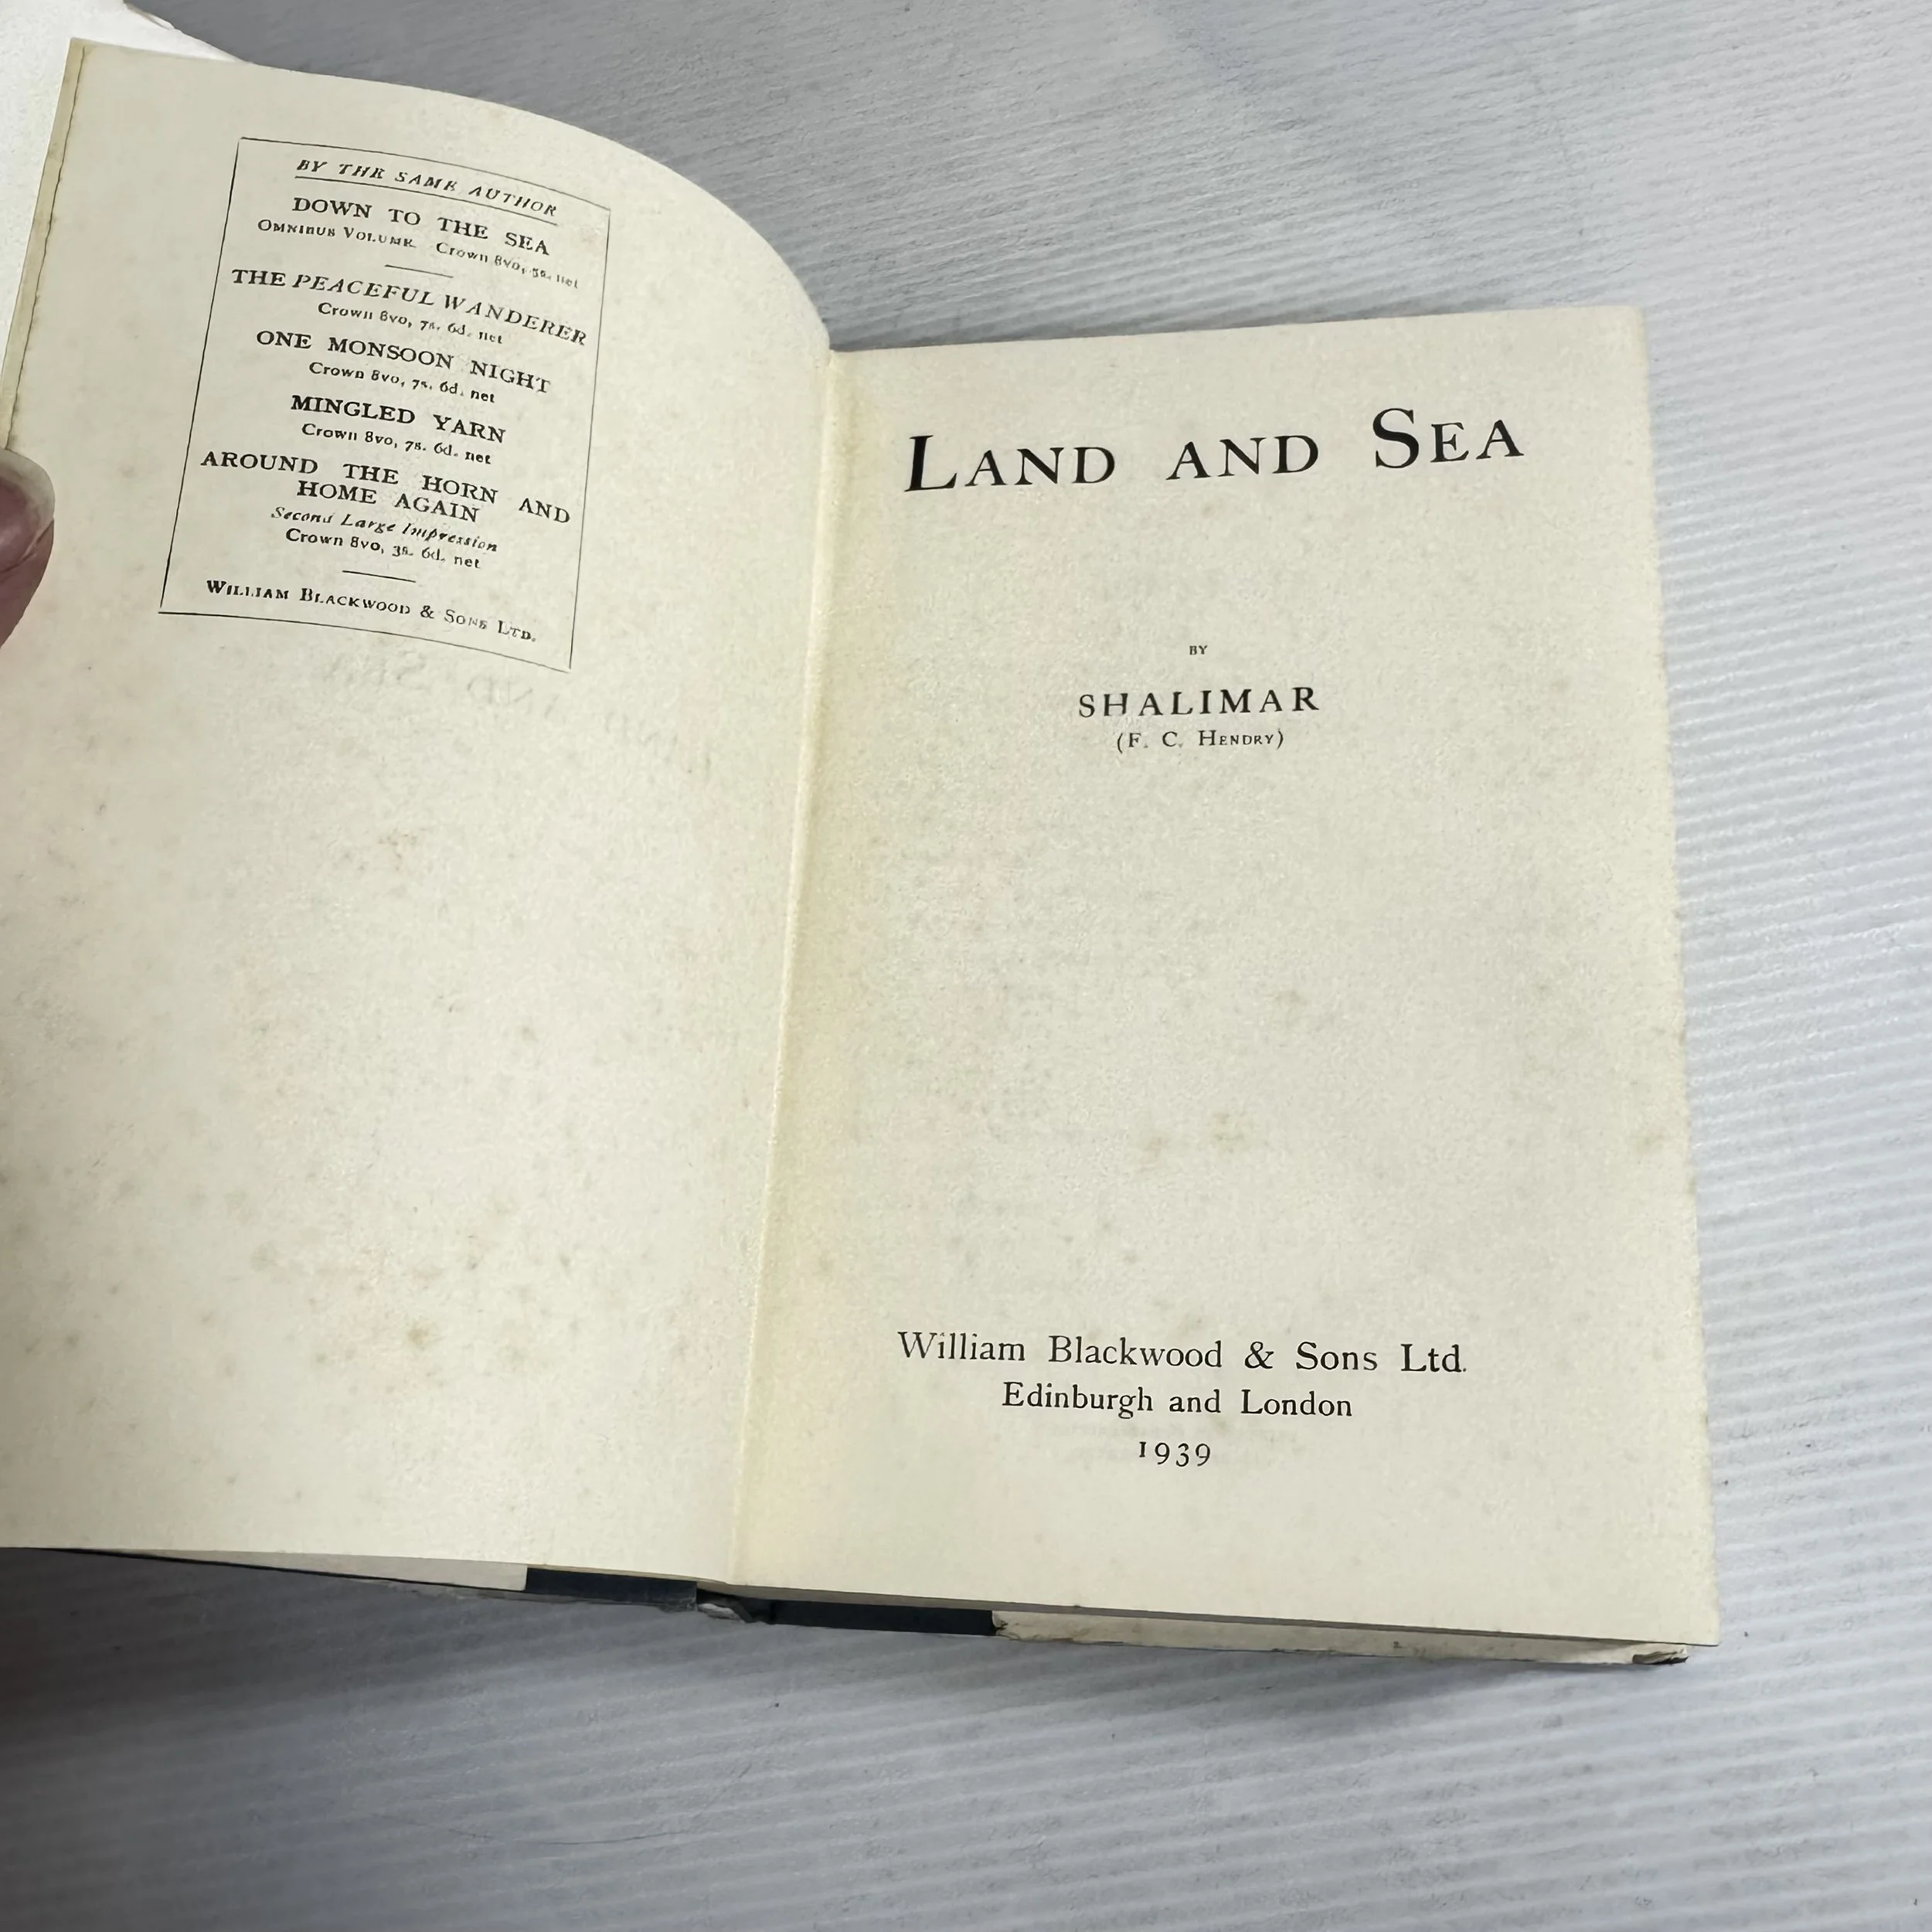 BY THE SAME AUTHOR
DOWN TO THE SEA
OMNIBUS VOLUME. Crown 8vo, 5s. net
THE PEACEFUL WANDERER
Crown 8vo, 7s. 6d. net
ONE MONSOON NIGHT
Crown 8vo, 7s. 6d. net
MINGLED YARN
Crown 8vo, 7s. 6d. net
AROUND THE HORN AND
HOME AGAIN
Second Large Impression
Crown 8vo, 3s. 6d. net
WILLIAM BLACKWOOD & SONS LTD.
LAND AND SEA
BY
SHALIMAR
(F. C. HENDRY)
William Blackwood & Sons Ltd.
Edinburgh and London
1939